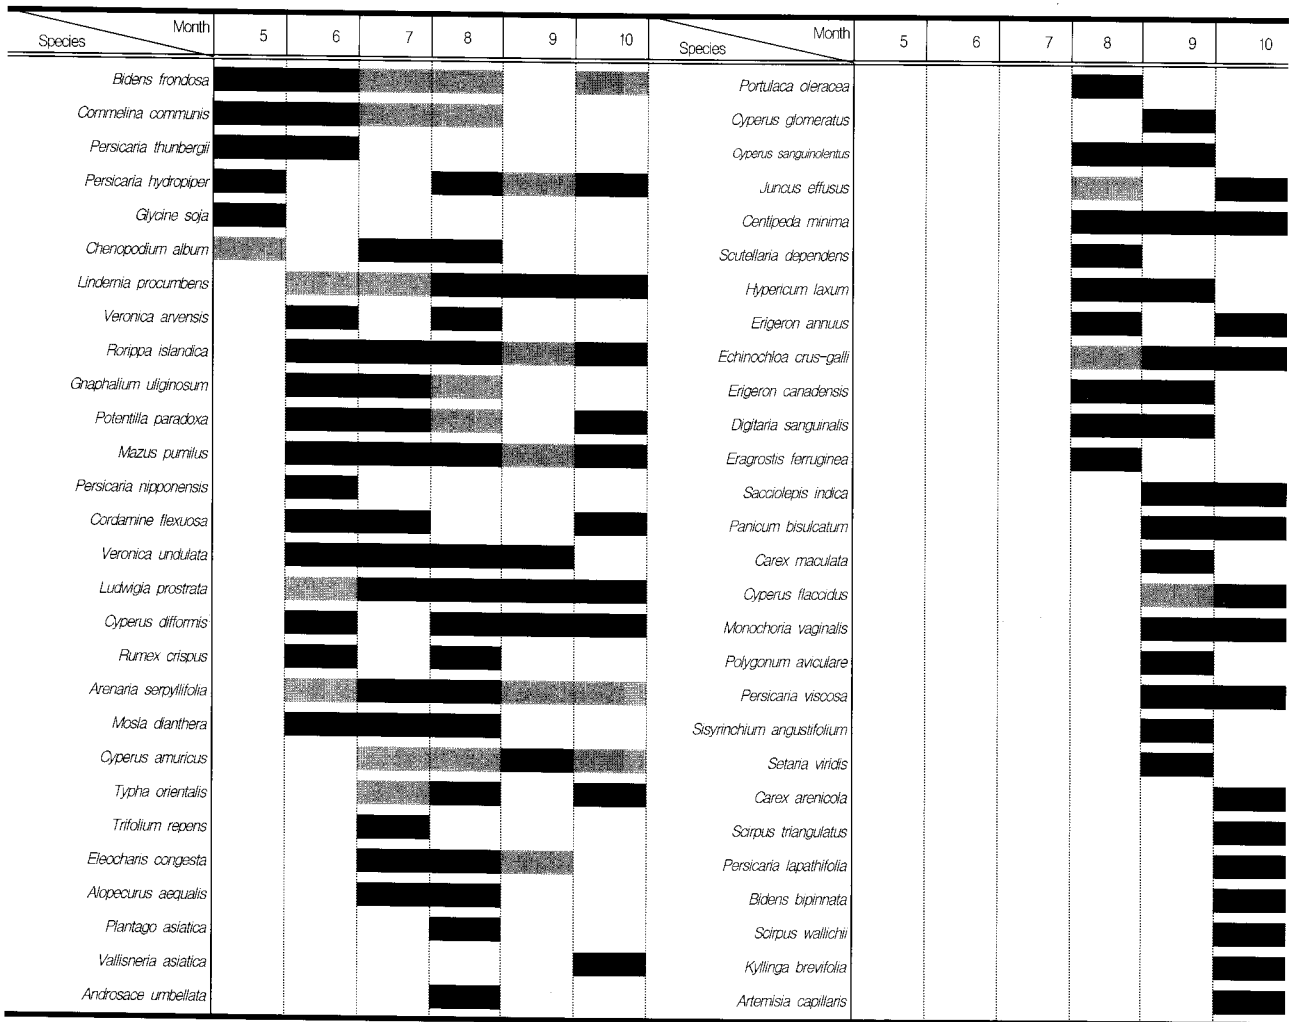 Month
Species
5 6 7 8 9 10
Bidens frondosa
Commelina communis
Persicaria thunbergii
Persicaria hydropiper
Glycine soja
Chenopodium album
Lindernia procumbens
Veronica arvensis
Rorippa islandica
Gnaphalium uliginosum
Potentilla paradoxa
Mazus pumilus
Persicaria nipponensis
Cordamine flexuosa
Veronica undulata
Ludwigia prostrata
Cyperus difformis
Rumex crispus
Arenaria serpyllifolia
Mosla dianthera
Cyperus amuricus
Typha orientalis
Trifolium repens
Eleocharis congesta
Alopecurus aequalis
Plantago asiatica
Vallisneria asiatica
Androsace umbellata
Month
Species
5 6 7 8 9 10
Portulaca oleracea
Cyperus glomeratus
Cyperus sanguinolentus
Juncus effusus
Centipeda minima
Scutellaria dependens
Hypericum laxum
Erigeron annuus
Echinochloa crus-galli
Erigeron canadensis
Digitaria sanguinalis
Eragrostis ferruginea
Sacciolepis indica
Panicum bisulcatum
Carex maculata
Cyperus flaccidus
Monochoria vaginalis
Polygonum aviculare
Persicaria viscosa
Sisyrinchium angustifolium
Setaria viridis
Carex arenicola
Scirpus triangulatus
Persicaria lapathifolia
Bidens bipinnata
Scirpus wallichii
Kyllinga brevifolia
Artemisia capillaris